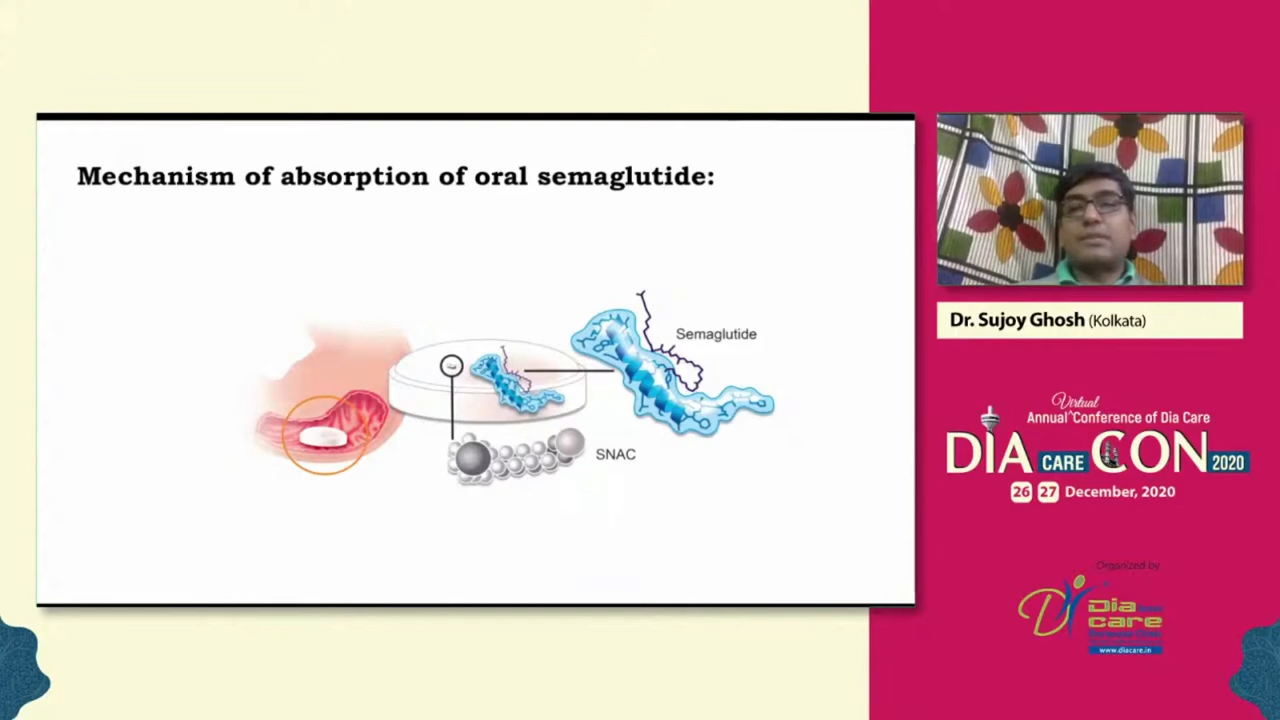 Mechanism of absorption of oral semaglutide:
Semaglutide
SNAC
Dr. Sujoy Ghosh (Kolkata)
Virtual
Annual^Conference of Dia Care
DIA CARE CON 2020
26 27 December, 2020
Organized by
Dia
care
www.diacare.in